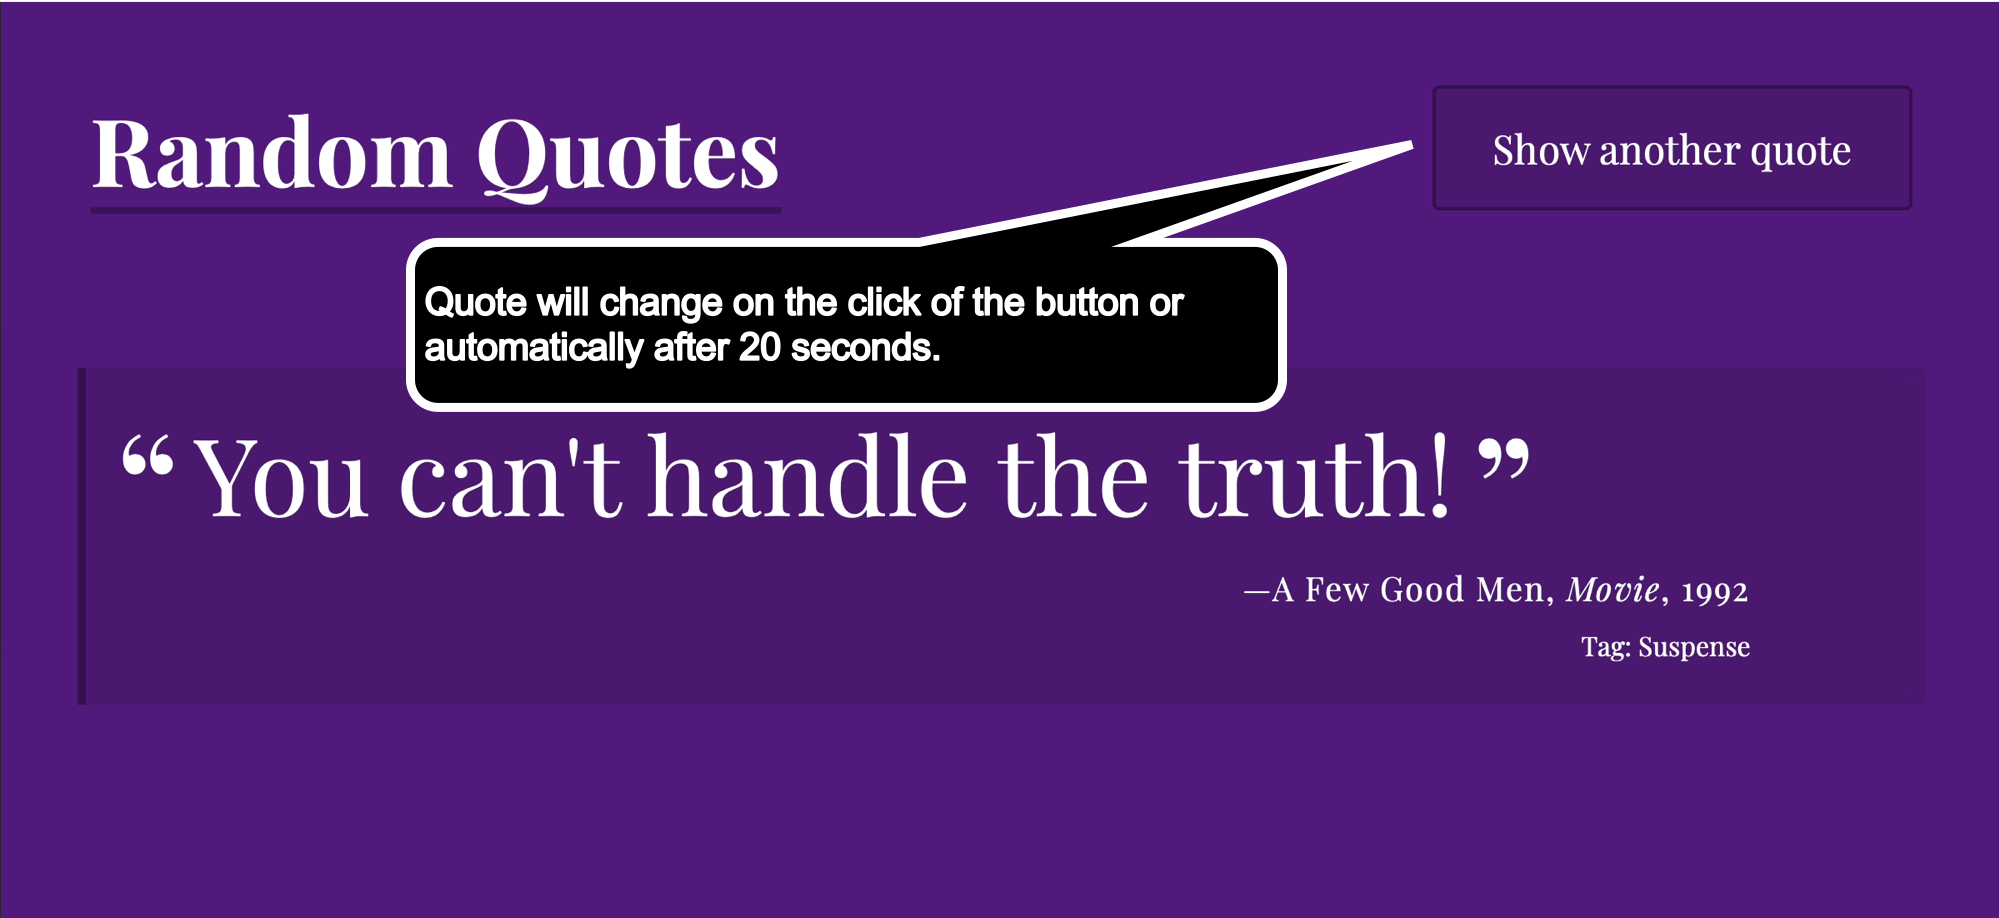 Random Quotes
Show another quote
Quote will change on the click of the button or
automatically after 20 seconds.
“ You can't handle the truth! ”
—A Few Good Men, Movie, 1992
Tag: Suspense